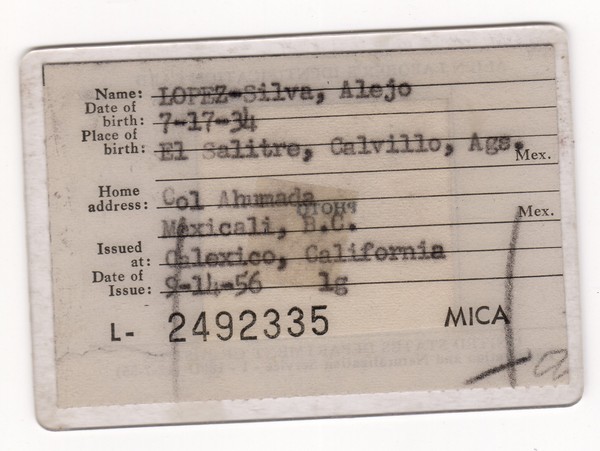 Name: LOPEZ-Silva, Alejo
Date of birth: 7-17-34
Place of birth: El Salitre, Calvillo, Ags. Mex.
Home address: Col Ahumada
Mexicali, B.C. Mex.
PHOTO
Issued at: Calexico, California
Date of Issue: 9-14-56 lg
L- 2492335 MICA